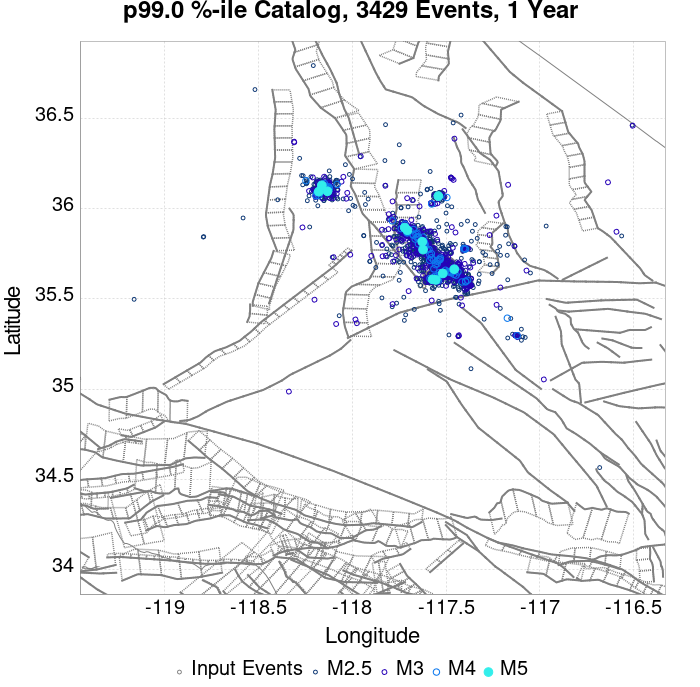 p99.0 %-ile Catalog, 3429 Events, 1 Year
36.5
36
35.5
35
34.5
34
Latitude
-119 -118.5 -118 -117.5 -117 -116.5
Longitude
Input Events M2.5 M3 M4 M5